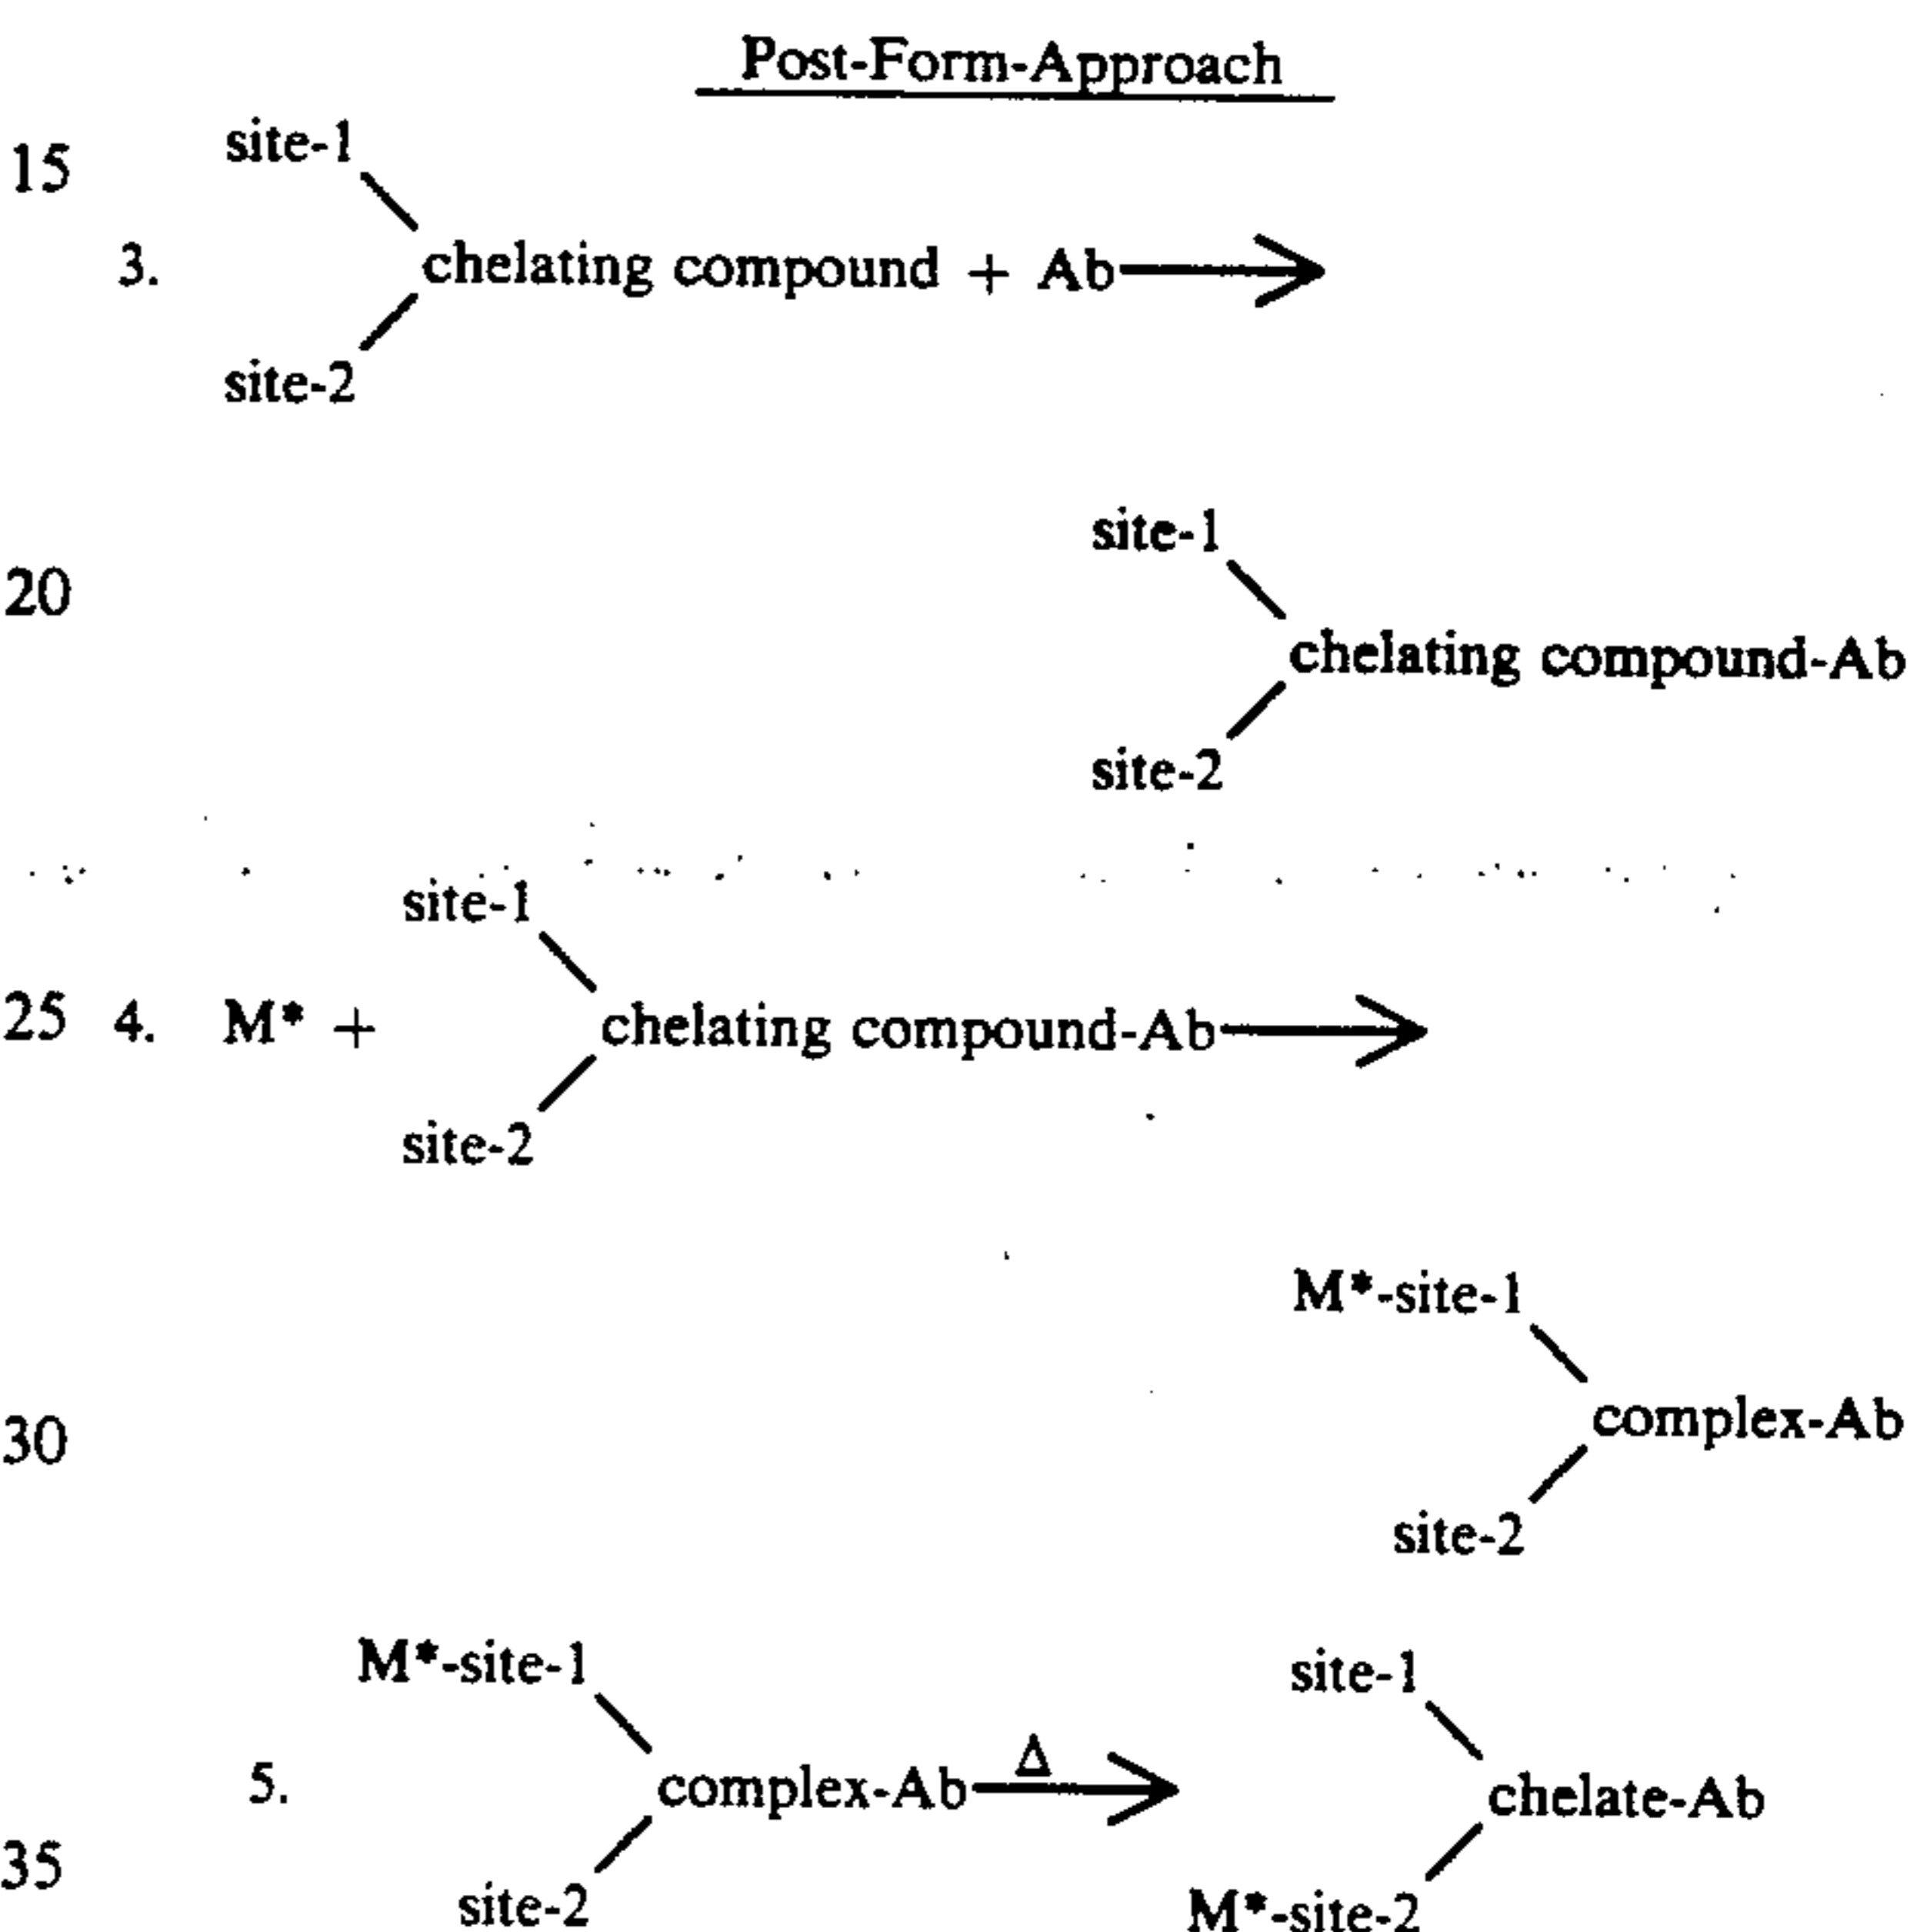 Post-Form-Approach
15 site-1
3. chelating compound + Ab
site-2
site-1
20
chelating compound-Ab
site-2
site-1
25 4. M* + chelating compound-Ab
site-2
M*-site-1
30 complex-Ab
site-2
M*-site-1 site-1
Δ
5. complex-Ab chelate-Ab
35
site-2 M*-site-2